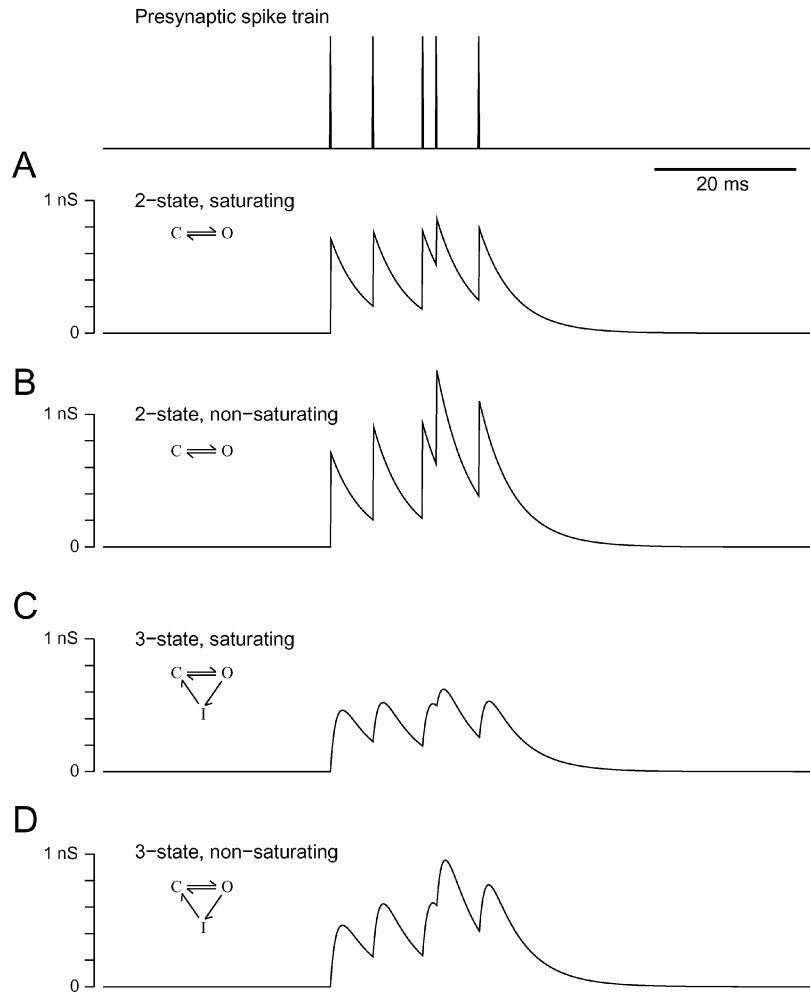 Presynaptic spike train
20 ms
A
1 nS
2−state, saturating
C O
0
B
1 nS
2−state, non−saturating
C O
0
C
1 nS
3−state, saturating
C O
I
0
D
1 nS
3−state, non−saturating
C O
I
0